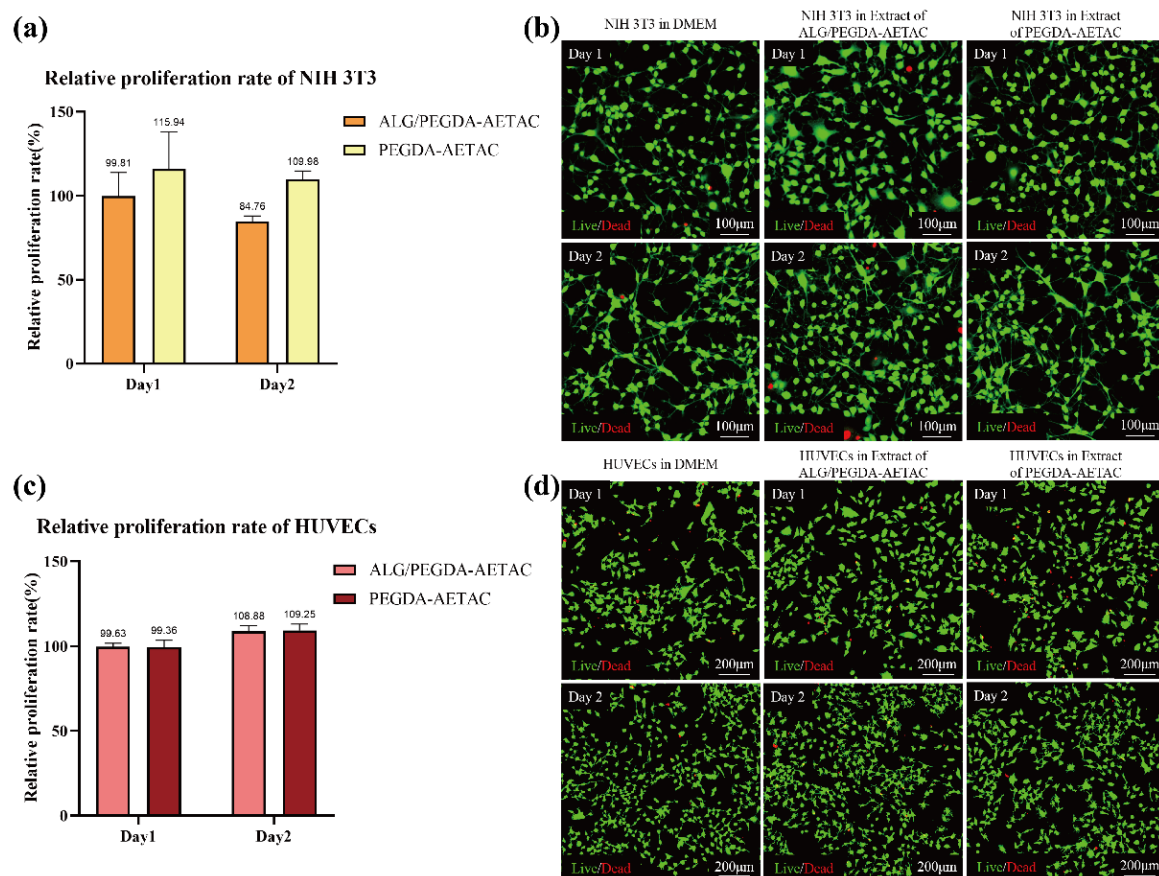 (a)
Relative proliferation rate of NIH 3T3
Relative proliferation rate(%)
150
100
50
0
99.81
115.94
84.76
109.98
Day1
Day2
ALG/PEGDA-AETAC
PEGDA-AETAC
(b)
NIH 3T3 in DMEM
NIH 3T3 in Extract of
ALG/PEGDA-AETAC
NIH 3T3 in Extract
of PEGDA-AETAC
Day 1
Live/Dead
100μm
Day 1
Live/Dead
100μm
Day 1
Live/Dead
100μm
Day 2
Live/Dead
100μm
Day 2
Live/Dead
100μm
Day 2
Live/Dead
100μm
(c)
Relative proliferation rate of HUVECs
Relative proliferation rate(%)
150
100
50
0
99.63
99.36
108.88
109.25
Day1
Day2
ALG/PEGDA-AETAC
PEGDA-AETAC
(d)
HUVECs in DMEM
HUVECs in Extract of
ALG/PEGDA-AETAC
HUVECs in Extract
of PEGDA-AETAC
Day 1
Live/Dead
200μm
Day 1
Live/Dead
200μm
Day 1
Live/Dead
200μm
Day 2
Live/Dead
200μm
Day 2
Live/Dead
200μm
Day 2
Live/Dead
200μm